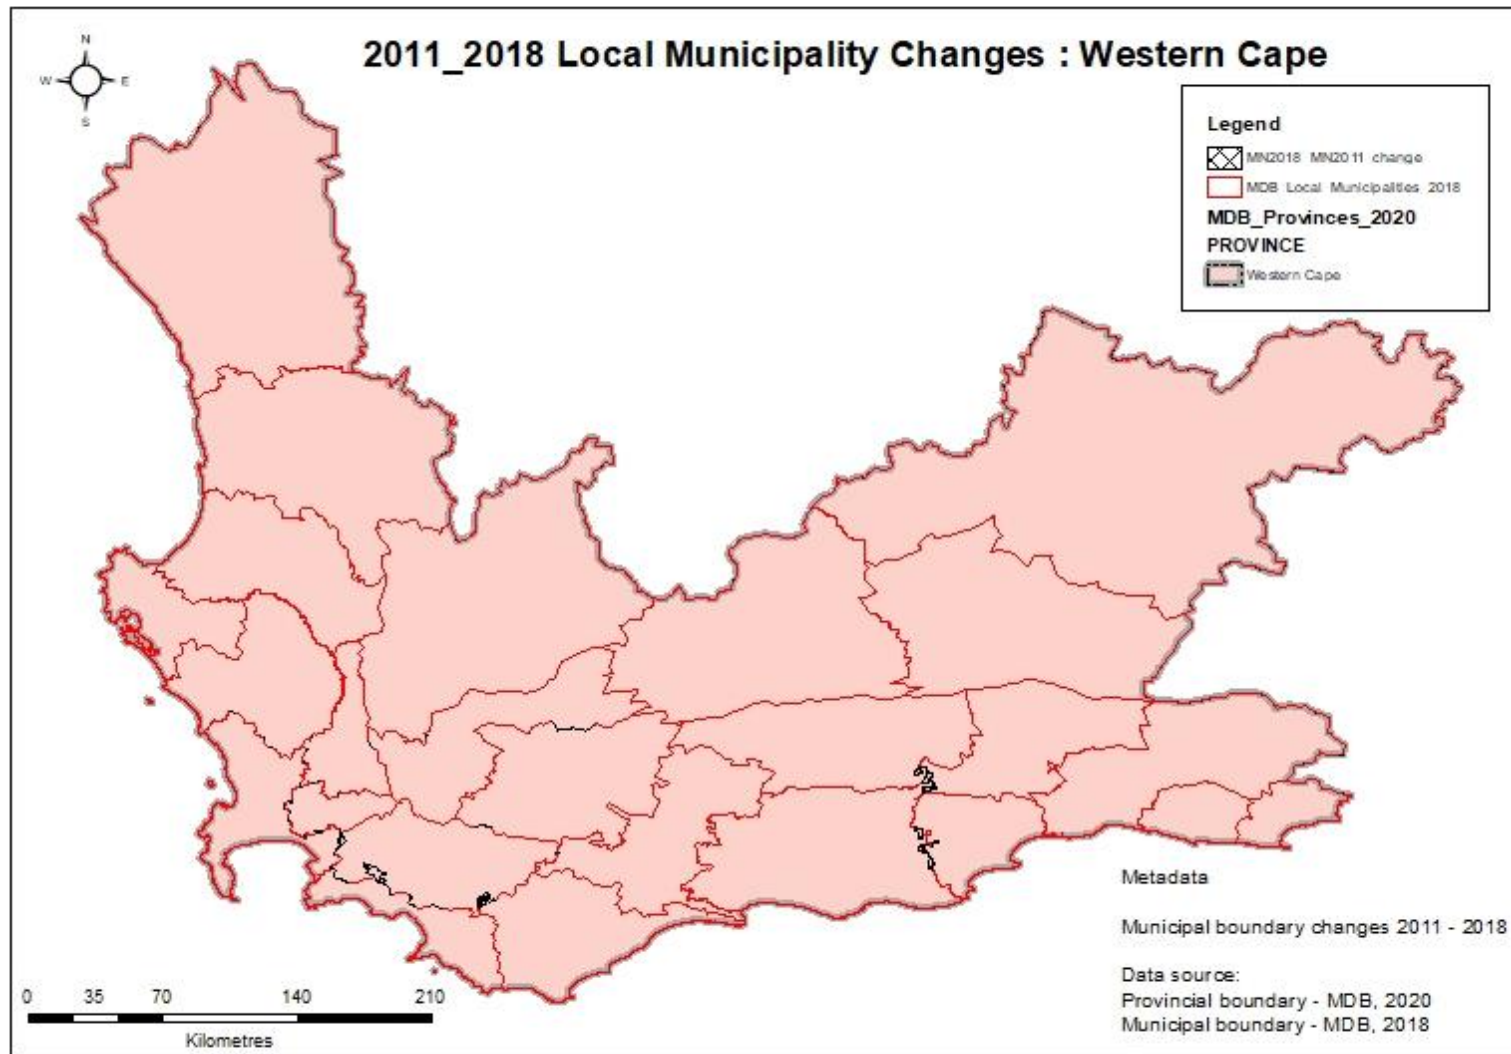 2011_2018 Local Municipality Changes : Western Cape
N
W E
S
Legend
MN2018 MN2011 change
MDB Local Municipalities 2018
MDB_Provinces_2020
PROVINCE
Western Cape
Metadata
Municipal boundary changes 2011 - 2018
Data source:
Provincial boundary - MDB, 2020
Municipal boundary - MDB, 2018
0 35 70 140 210
Kilometres